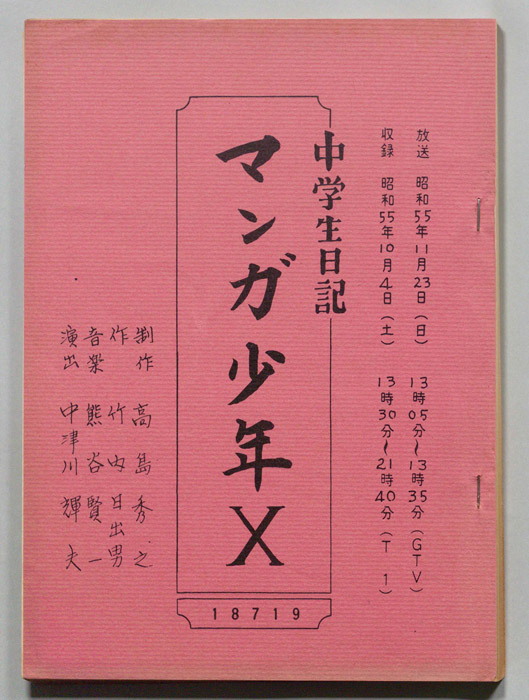 放送 昭和55年11月23日(日) 13時05分～13時35分(GTV)
収録 昭和55年10月4日(土) 13時30分～21時40分(T1)
中学生日記
マンガ少年X
18719
制作 高島秀之
作 竹内日出男
音楽 熊谷賢一
演出 中津川輝夫